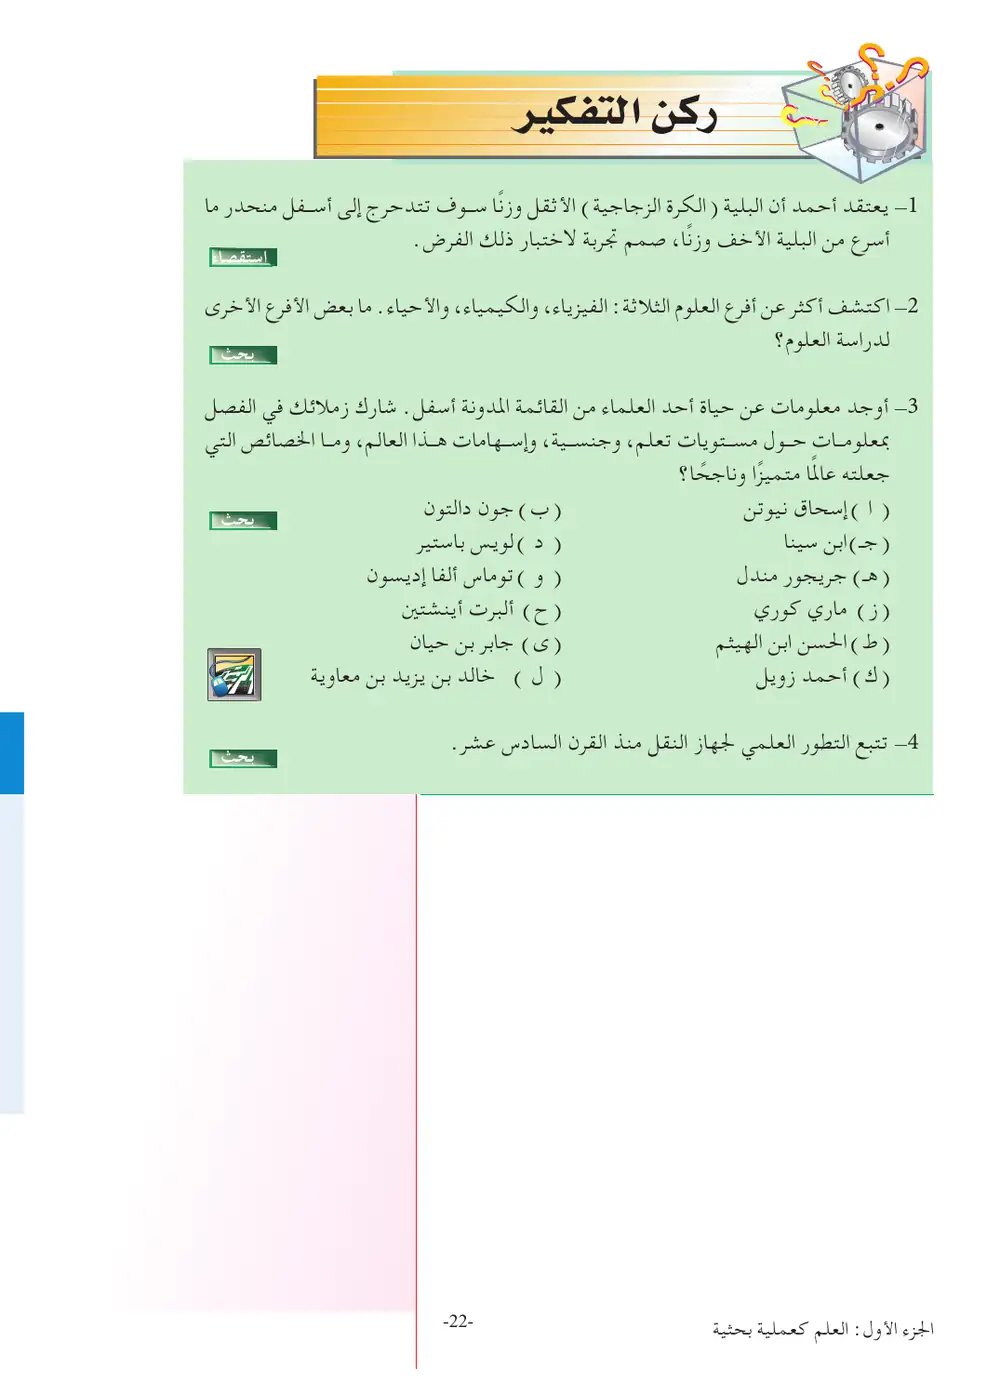 ركن التفكير
1– يعتقد أحمد أن البلية ( الكرة الزجاجية ) الأثقل وزنًا سوف تتدحرج إلى أسفل منحدر ما
أسرع من البلية الأخف وزنًا، صمم تجربة لاختبار ذلك الفرض.
استقصاء
2– اكتشف أكثر عن أفرع العلوم الثلاثة: الفيزياء، والكيمياء، والأحياء. ما بعض الأفرع الأخرى
لدراسة العلوم؟
بحث
3– أوجد معلومات عن حياة أحد العلماء من القائمة المدونة أسفل. شارك زملائك في الفصل
بمعلومات حول مستويات تعلم، وجنسية، وإسهامات هذا العالم، وما الخصائص التي
جعلته عالمًا متميزًا وناجحًا؟
( ا ) إسحاق نيوتن ( ب ) جون دالتون
بحث
( جـ ) ابن سينا ( د ) لويس باستير
( هـ ) جريجور مندل ( و ) توماس ألفا إديسون
( ز ) ماري كوري ( ح ) ألبرت أينشتين
( ط ) الحسن ابن الهيثم ( ى ) جابر بن حيان
( ك ) أحمد زويل ( ل ) خالد بن يزيد بن معاوية
4– تتبع التطور العلمي لجهاز النقل منذ القرن السادس عشر.
بحث
الجزء الأول: العلم كعملية بحثية
-22-